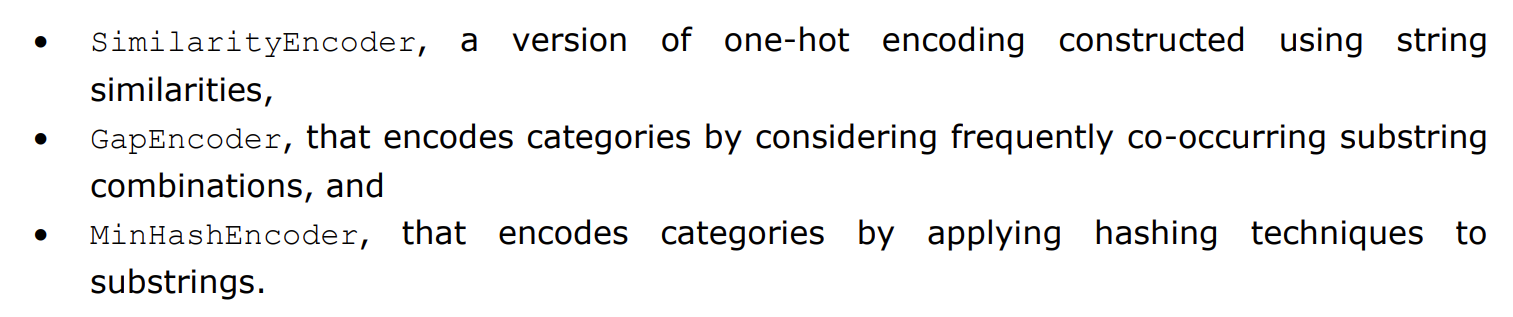 • SimilarityEncoder, a version of one-hot encoding constructed using string
similarities,
• GapEncoder, that encodes categories by considering frequently co-occurring substring
combinations, and
• MinHashEncoder, that encodes categories by applying hashing techniques to
substrings.